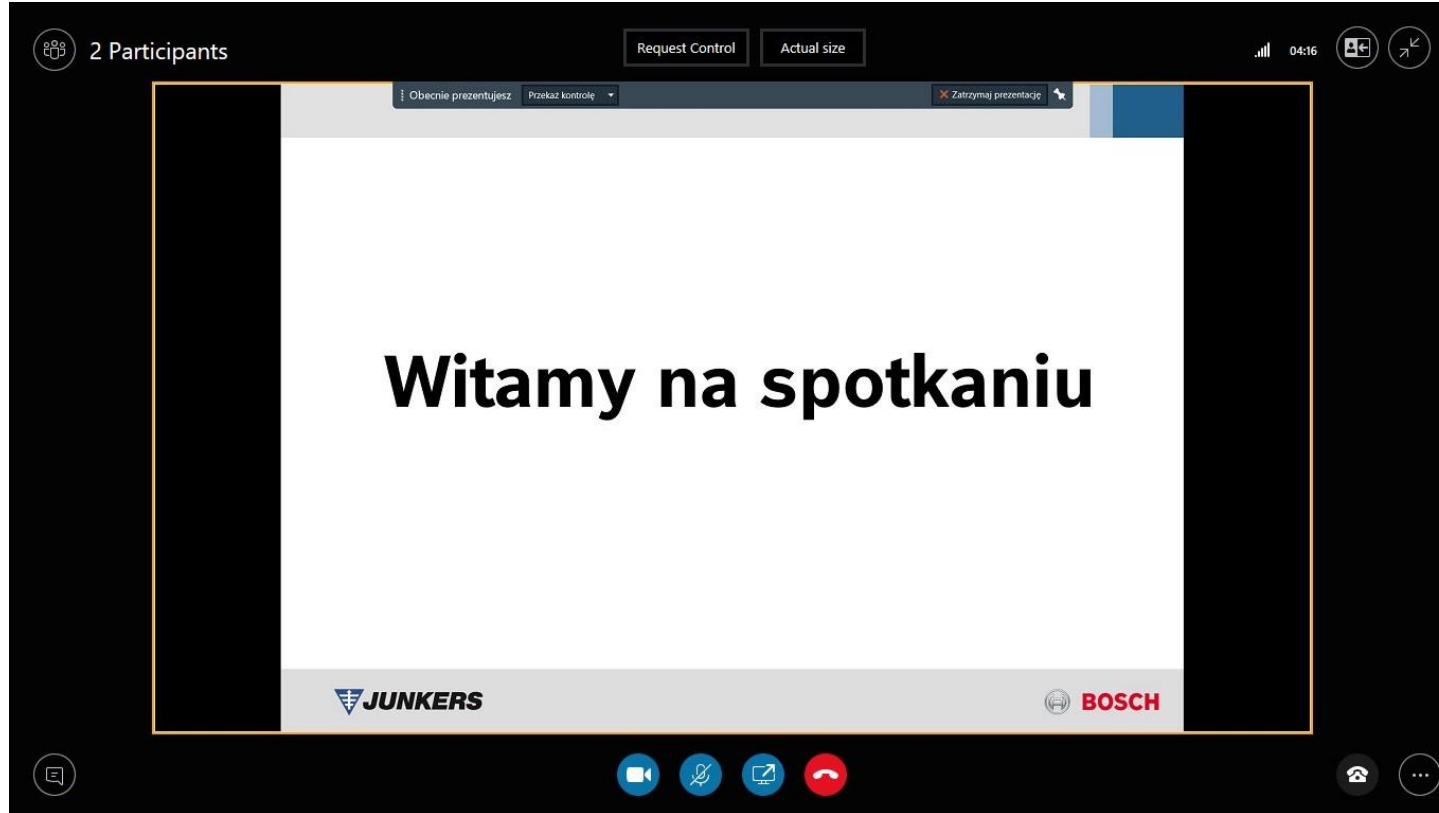 2 Participants
Request Control
Actual size
04:16
Obecnie prezentujesz
Przekaż kontrolę
Zatrzymaj prezentację
Witamy na spotkaniu
JUNKERS
BOSCH